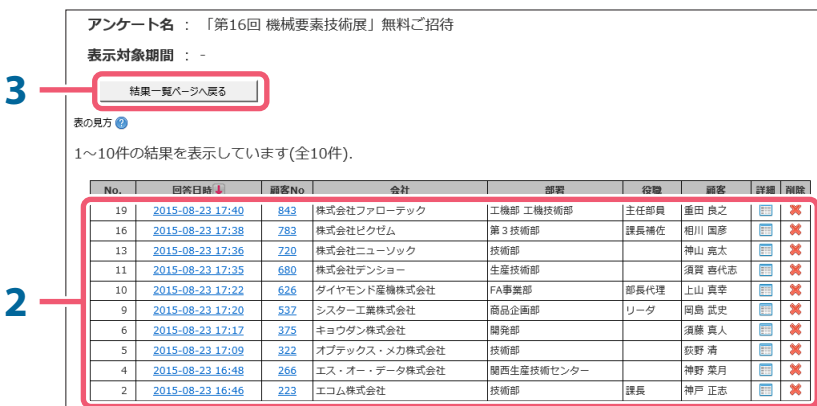 アンケート名 ： 「第16回 機械要素技術展」無料ご招待
表示対象期間 ： -
3
結果一覧ページへ戻る
表の見方 ?
1～10件の結果を表示しています(全10件).
No. 回答日時 顧客No 会社 部署 役職 顧客 詳細 削除
19 2015-08-23 17:40 843 株式会社ファローテック 工機部 工機技術部 主任部員 重田 良之
16 2015-08-23 17:38 783 株式会社ピクゼム 第３技術部 課長補佐 相川 国彦
13 2015-08-23 17:36 720 株式会社ニューソック 技術部 神山 亮太
11 2015-08-23 17:35 680 株式会社デンショー 生産技術部 須賀 喜代志
10 2015-08-23 17:22 626 ダイヤモンド産機株式会社 FA事業部 部長代理 上山 真幸
2
9 2015-08-23 17:20 537 シスター工業株式会社 商品企画部 リーダ 岡島 武史
6 2015-08-23 17:17 375 キョウダン株式会社 開発部 須藤 真人
5 2015-08-23 17:09 322 オプテックス・メカ株式会社 技術部 荻野 清
4 2015-08-23 16:48 266 エス・オー・データ株式会社 関西生産技術センター 神野 菜月
2 2015-08-23 16:46 223 エコム株式会社 技術部 課長 神戸 正志